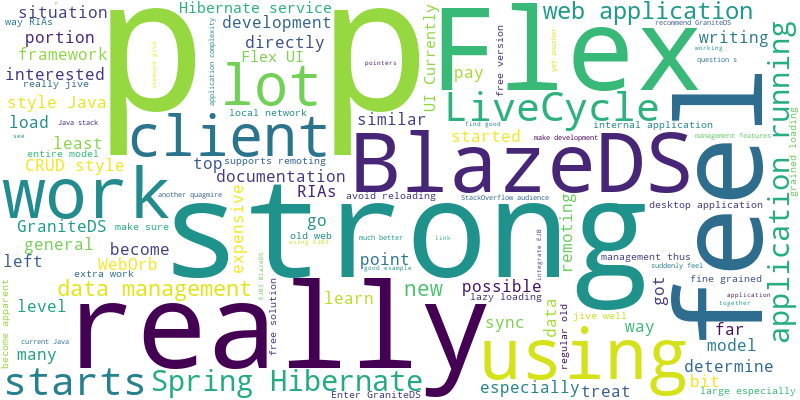 way RIAs
situation
portion
framework
interested
really jive
style Java
load
Java stack
see
least
entire model
CRUD style
p
p
Hibernate service
application complexity
development
directly
Flex UI
someone give
pointers
lot
local network
client
similar
Flex
UI Currently
pay
free version
yet another
web application
recommend GraniteDS
working
writing
question s
LiveCycle
internal application
started
make development
management features
application running
grained loading
work
top
supports remoting
documentation
RIAs
avoid reloading
BlazeDS
StackOverflow audience
desktop application
feel
another quagmire
GraniteDS
make sure
general
become
left
WebOrb
extra work
expensive
strong
go
old web
using EJB3
point
much better
good example
link
find good
remoting
integrate EJB
management thus
suddenly feel
fine grained
application
together
data management
EJB3 BlazeDS
free solution
learn
new
possible
lazy loading
got
jive well
way
far
model
level
become apparent
many
current Java
really
sync
data
regular old
using
determine
bit
starts
Spring Hibernate
Enter GraniteDS
especially
treat
large especially